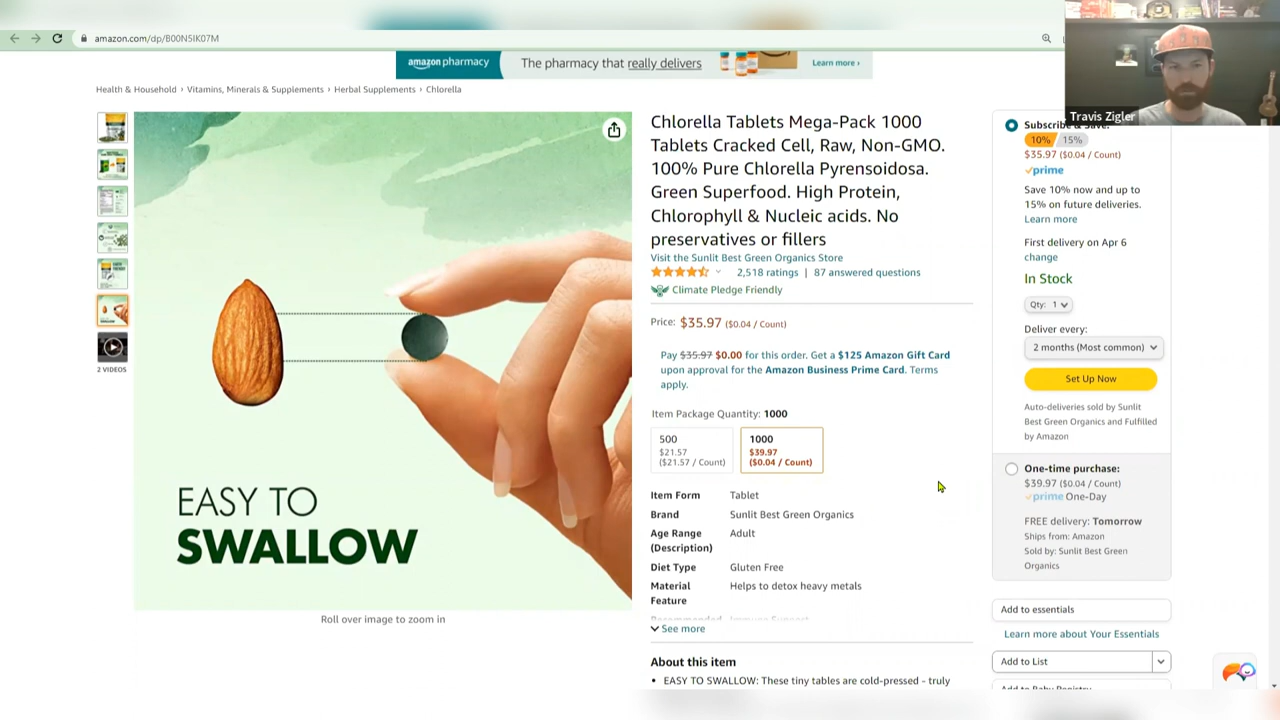 amazon.com/dp/B00N5IK07M
amazon pharmacy
The pharmacy that really delivers
Learn more ›
Travis Zigler
Health & Household › Vitamins, Minerals & Supplements › Herbal Supplements › Chlorella
2 VIDEOS
EASY TO
SWALLOW
Roll over image to zoom in
Chlorella Tablets Mega-Pack 1000
Tablets Cracked Cell, Raw, Non-GMO.
100% Pure Chlorella Pyrensoidosa.
Green Superfood. High Protein,
Chlorophyll & Nucleic acids. No
preservatives or fillers
Visit the Sunlit Best Green Organics Store
2,518 ratings | 87 answered questions
Climate Pledge Friendly
Price: $35.97 ($0.04 / Count)
Pay $35.97 $0.00 for this order. Get a $125 Amazon Gift Card
upon approval for the Amazon Business Prime Card. Terms
apply.
Item Package Quantity: 1000
500
$21.57
($21.57 / Count)
1000
$39.97
($0.04 / Count)
Item Form Tablet
Brand Sunlit Best Green Organics
Age Range Adult
(Description)
Diet Type Gluten Free
Material Helps to detox heavy metals
Feature
Recommended Immune Support
See more
About this item
• EASY TO SWALLOW: These tiny tables are cold-pressed - truly
Subscribe & Save:
10% 15%
$35.97 ($0.04 / Count)
prime
Save 10% now and up to
15% on future deliveries.
Learn more
First delivery on Apr 6
change
In Stock
Qty: 1
Deliver every:
2 months (Most common)
Set Up Now
Auto-deliveries sold by Sunlit
Best Green Organics and Fulfilled
by Amazon
One-time purchase:
$39.97 ($0.04 / Count)
prime One-Day
FREE delivery: Tomorrow
Ships from: Amazon
Sold by: Sunlit Best Green
Organics
Add to essentials
Learn more about Your Essentials
Add to List
Add to Baby Registry